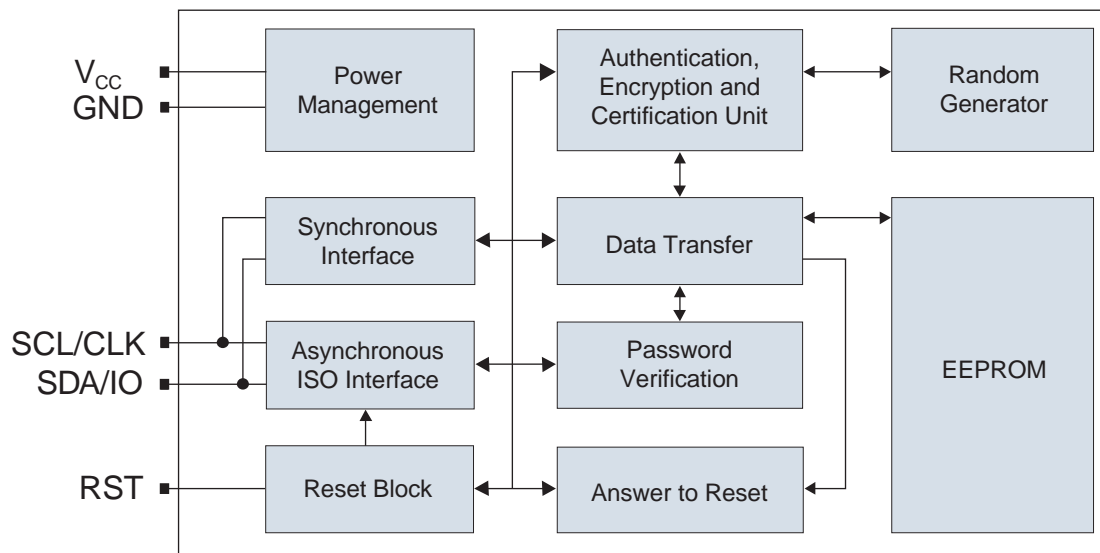 V_CC
GND
Power
Management
Authentication,
Encryption and
Certification Unit
Random
Generator
Synchronous
Interface
Data Transfer
SCL/CLK
SDA/IO
Asynchronous
ISO Interface
Password
Verification
EEPROM
RST
Reset Block
Answer to Reset